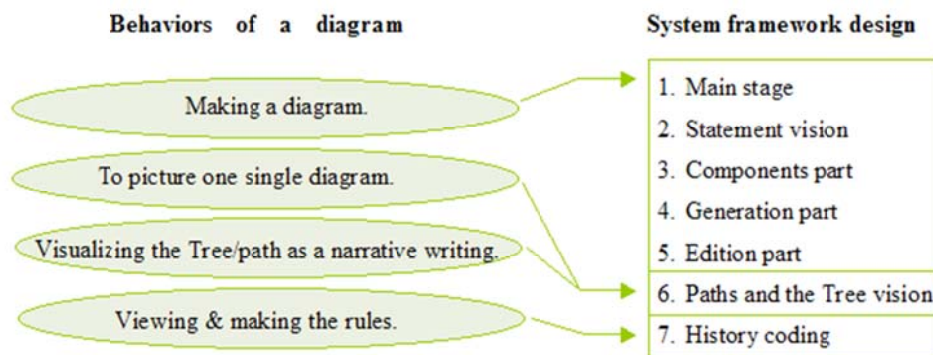 Behaviors of a diagram
System framework design
Making a diagram.
To picture one single diagram.
Visualizing the Tree/path as a narrative writing.
Viewing & making the rules.
1. Main stage
2. Statement vision
3. Components part
4. Generation part
5. Edition part
6. Paths and the Tree vision
7. History coding